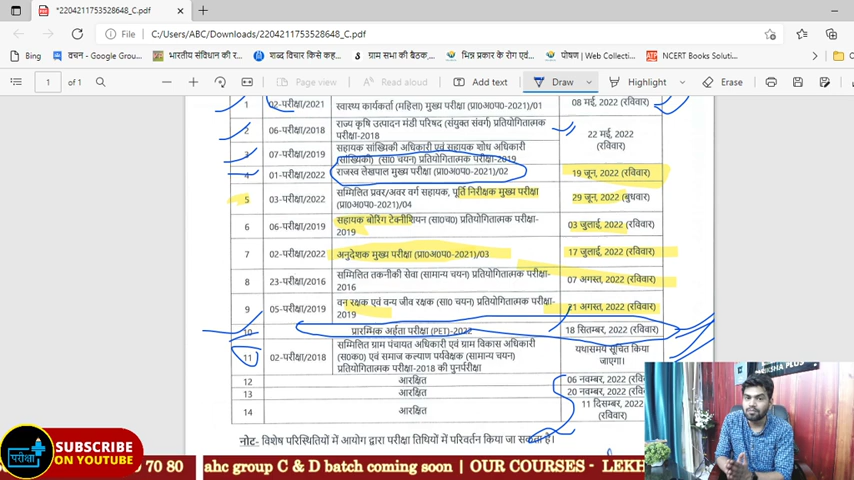 *2204211773528648_C.pdf
File
C:/Users/ABC/Downloads/2204211773528648_C.pdf
Bing
वचन - Google Group...
भारतीय संविधान की र...
शब्द विचार किसे कह...
ग्राम सभा की बैठक,...
भिन्न प्रकार के रोग एवं...
पोषण | Web Collecti...
NCERT Books Soluti...
1 of 1
Page view
Read aloud
Add text
Draw
Highlight
Erase
1 02-परीक्षा/2021 स्वास्थ्य कार्यकर्ता (महिला) मुख्य परीक्षा (प्रा०अ०प०-2021)/01 08 मई, 2022 (रविवार)
2 06-परीक्षा/2018 राज्य कृषि उत्पादन मंडी परिषद (संयुक्त संवर्ग) प्रतियोगितात्मक
परीक्षा-2018
22 मई, 2022
(रविवार)
3 07-परीक्षा/2019 सहायक सांख्यिकी अधिकारी एवं सहायक शोध अधिकारी
(सांख्यिकी) (सा0 चयन) प्रतियोगितात्मक परीक्षा-2019
4 01-परीक्षा/2022 राजस्व लेखपाल मुख्य परीक्षा (प्रा०अ०प०-2021)/02 19 जून, 2022 (रविवार)
5 03-परीक्षा/2022 सम्मिलित प्रवर/अवर वर्ग सहायक, पूर्ति निरीक्षक मुख्य परीक्षा
(प्रा०अ०प०-2021)/04
29 जून, 2022 (बुधवार)
6 06-परीक्षा/2019 सहायक बोरिंग टेक्नीशियन (सा०च०) प्रतियोगितात्मक परीक्षा-
2019
03 जुलाई, 2022 (रविवार)
7 02-परीक्षा/2022 अनुदेशक मुख्य परीक्षा (प्रा०अ०प०-2021)/03 17 जुलाई, 2022 (रविवार)
8 23-परीक्षा/2016 सम्मिलित तकनीकी सेवा (सामान्य चयन) प्रतियोगितात्मक परीक्षा-
2016
07 अगस्त, 2022 (रविवार)
9 05-परीक्षा/2019 वन रक्षक एवं वन्य जीव रक्षक (सा0 चयन) प्रतियोगितात्मक परीक्षा-
2019
21 अगस्त, 2022 (रविवार)
10 प्रारम्भिक अर्हता परीक्षा (PET)-2022 18 सितम्बर, 2022 (रविवार)
11 02-परीक्षा/2018 सम्मिलित ग्राम पंचायत अधिकारी एवं ग्राम विकास अधिकारी
(स०क०) एवं समाज कल्याण पर्यवेक्षक (सामान्य चयन)
प्रतियोगितात्मक परीक्षा-2018 की पुनर्परीक्षा
यथासमय सूचित किया
जाएगा।
12 आरक्षित 06 नवम्बर, 2022 (रवि
13 आरक्षित 20 नवम्बर, 2022 (रवि
14 आरक्षित 11 दिसम्बर, 2022
(रविवार)
नोट- विशेष परिस्थितियों में आयोग द्वारा परीक्षा तिथियों में परिवर्तन किया जा सकता है।
परीक्षा
SUBSCRIBE
ON YOUTUBE
70 80 ahc group C & D batch coming soon | OUR COURSES - LEKH